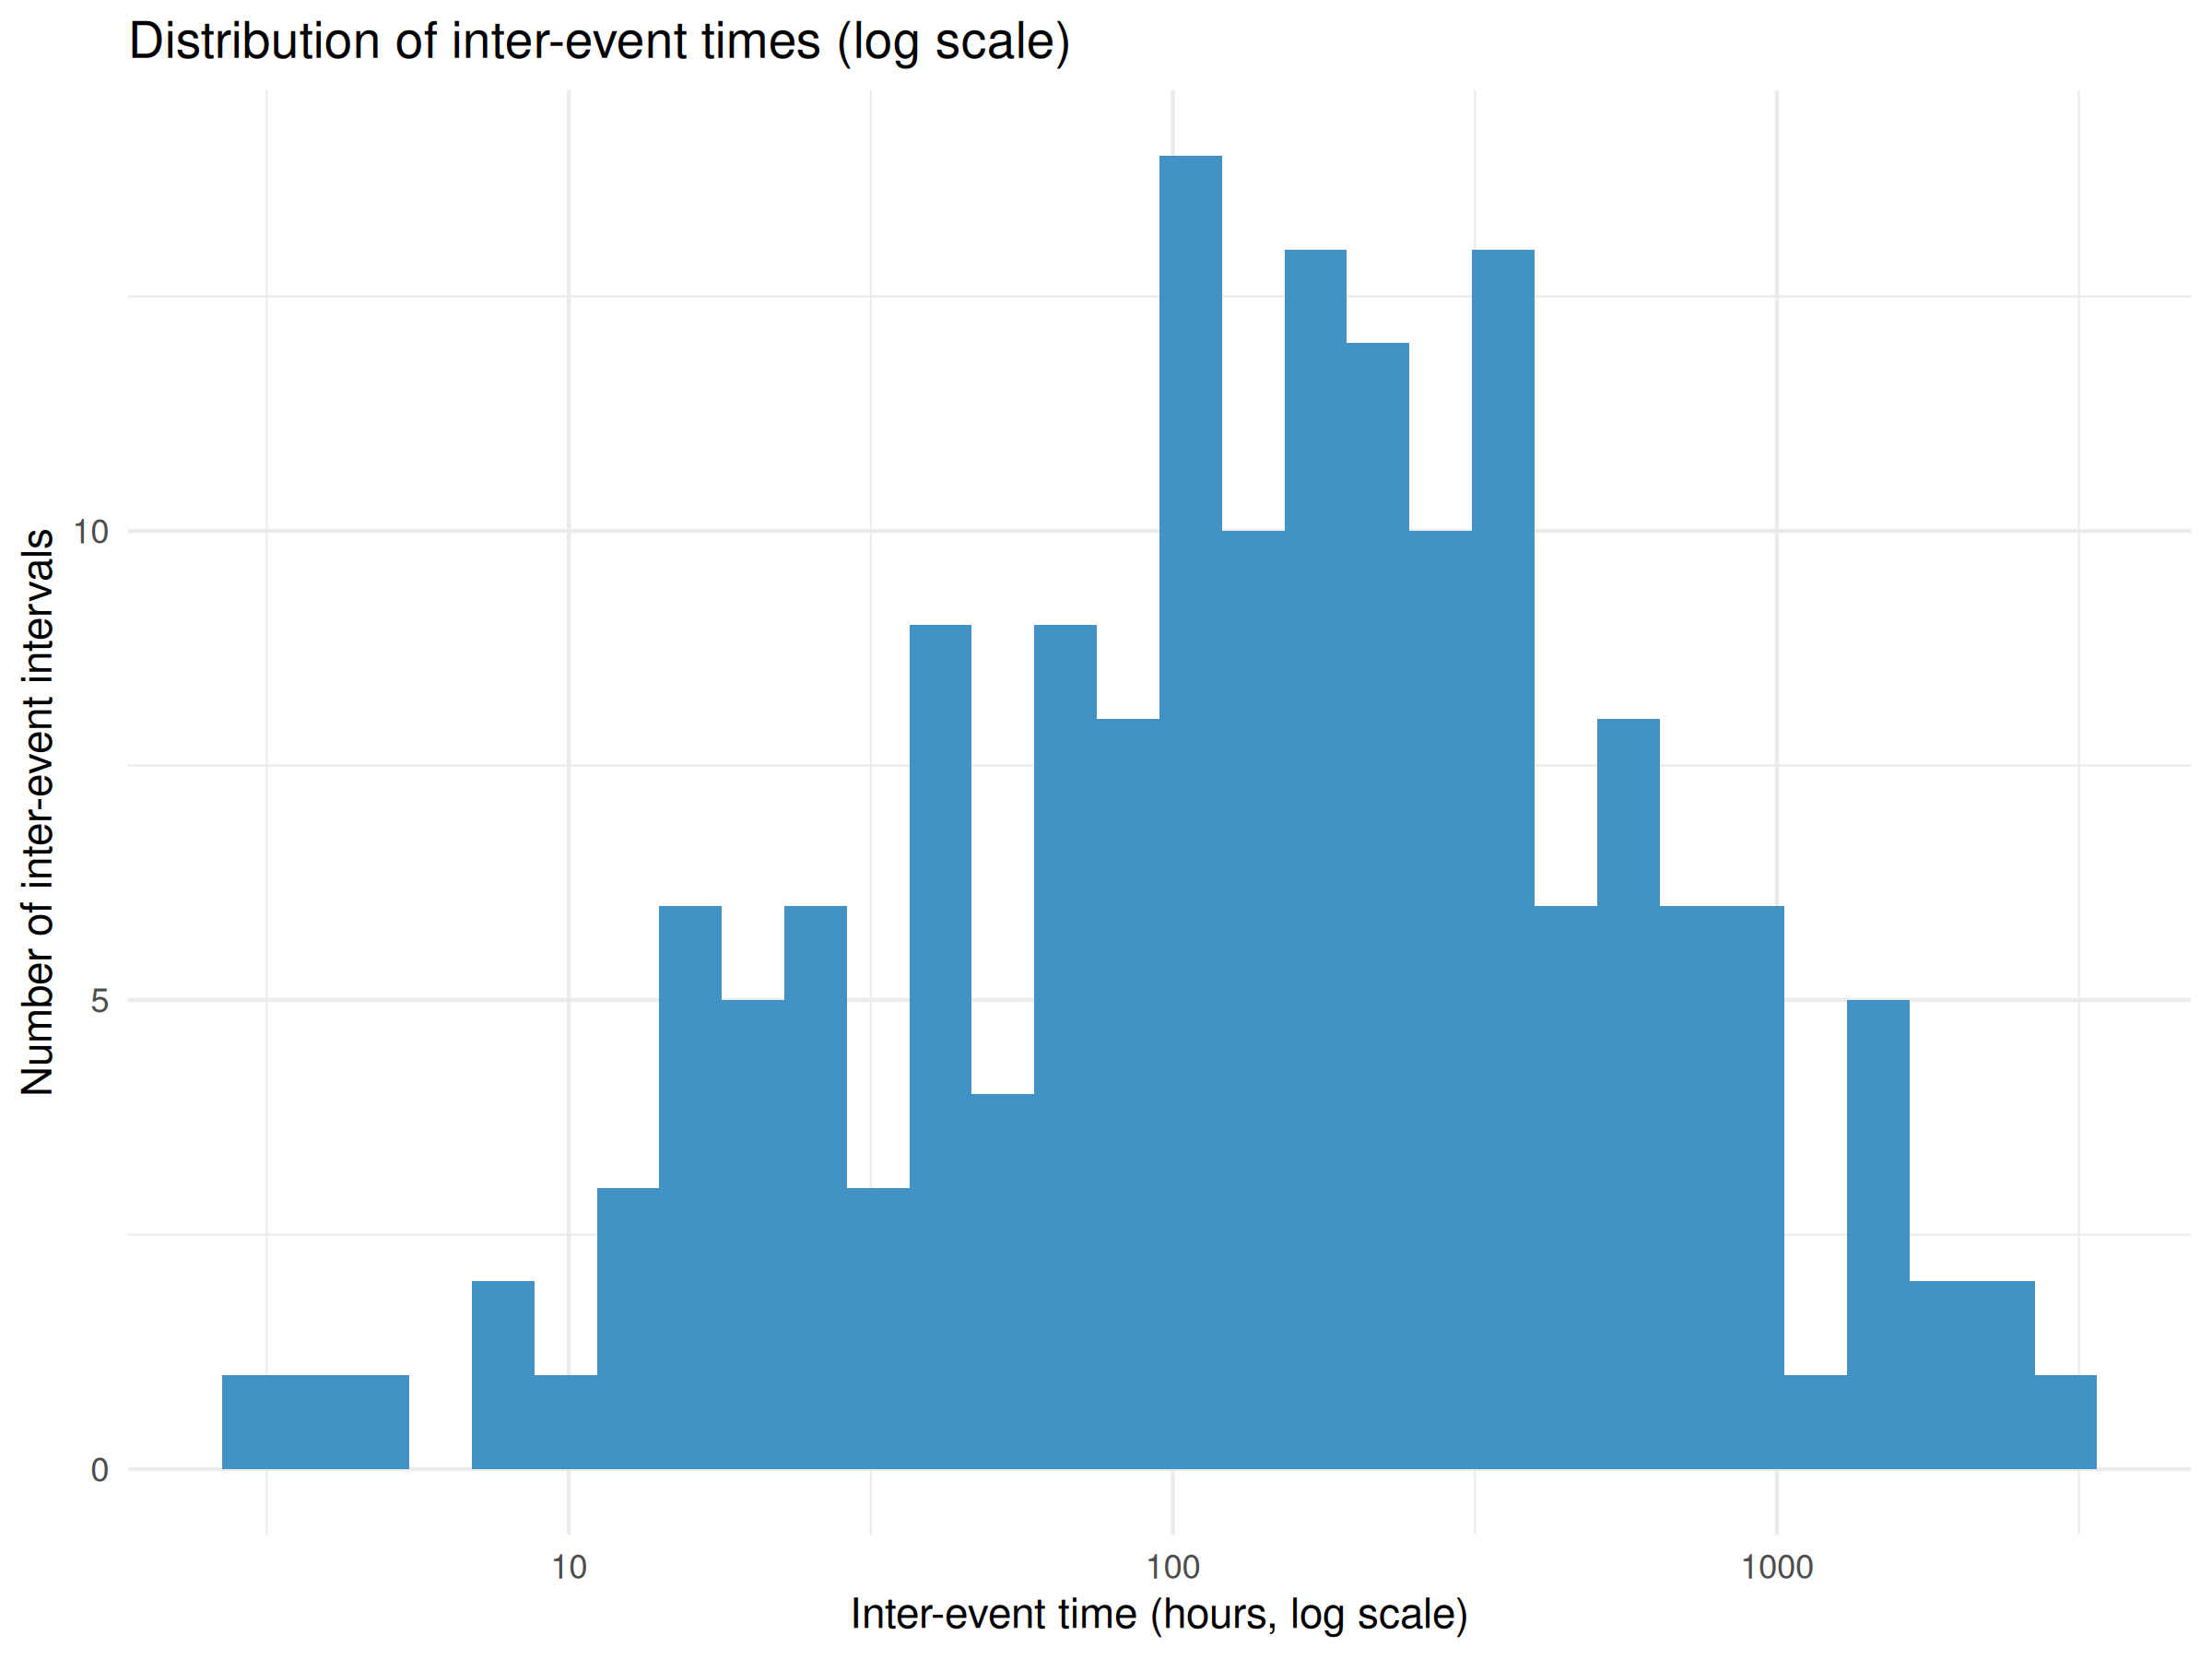 Distribution of inter-event times (log scale)
Number of inter-event intervals
10
5
0
10 100 1000
Inter-event time (hours, log scale)